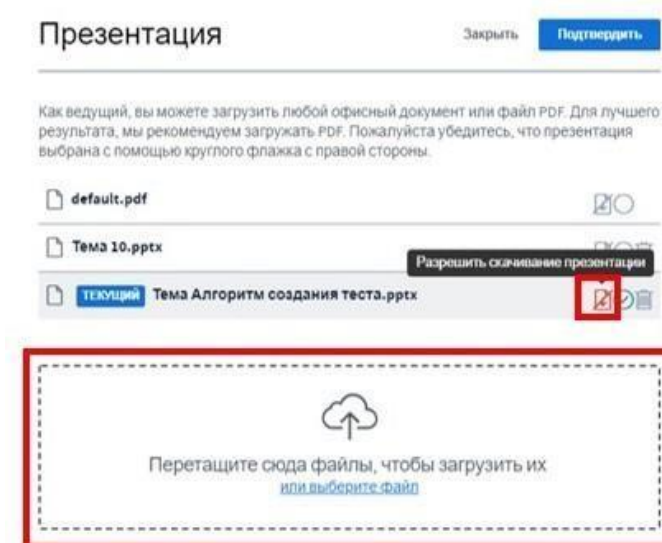 Презентация
Закрыть
Подтвердить
Как ведущий, вы можете загрузить любой офисный документ или файл PDF. Для лучшего
результата, мы рекомендуем загружать PDF. Пожалуйста убедитесь, что презентация
выбрана с помощью круглого флажка с правой стороны.
default.pdf
Тема 10.pptx
Разрешить скачивание презентации
ТЕКУЩИЙ Тема Алгоритм создания теста.pptx
Перетащите сюда файлы, чтобы загрузить их
или выберите файл